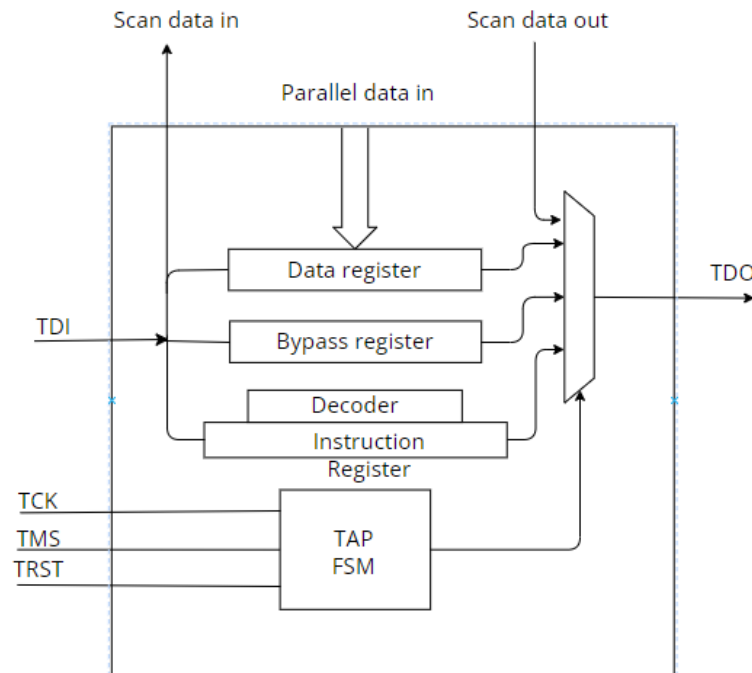 Scan data in
Scan data out
Parallel data in
Data register
TDO
TDI
Bypass register
Decoder
Instruction
Register
TCK
TMS
TRST
TAP
FSM